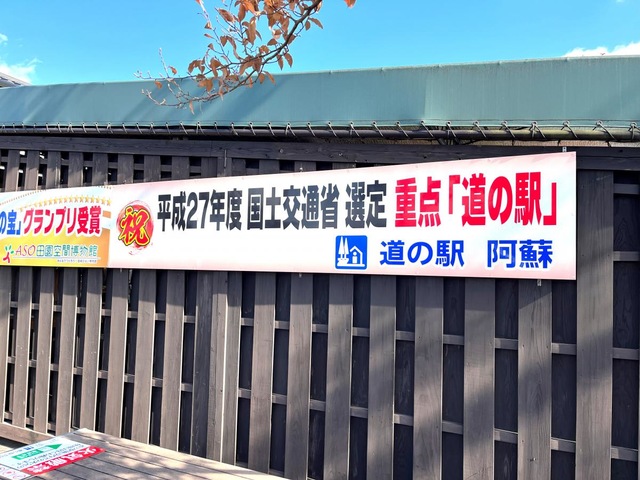 の宝」グランプリ受賞
ASO田園空間博物館
祝 平成27年度 国土交通省 選定 重点「道の駅」
道の駅 阿蘇